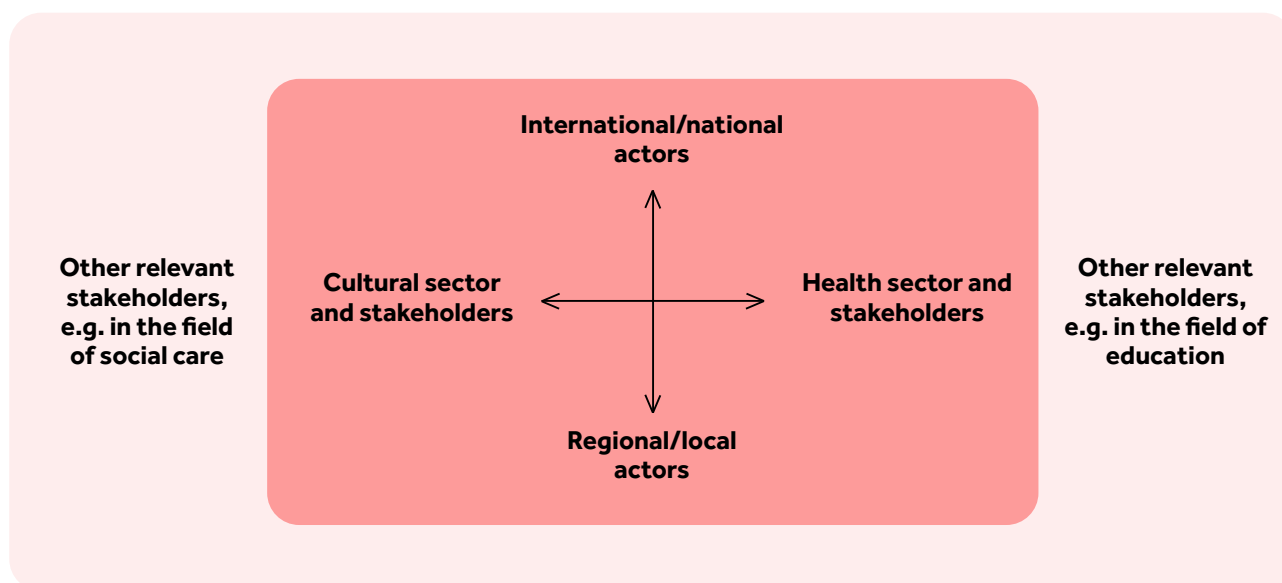 International/national
actors
Other relevant
stakeholders,
e.g. in the field
of social care
Cultural sector
and stakeholders
Health sector and
stakeholders
Other relevant
stakeholders,
e.g. in the field of
education
Regional/local
actors